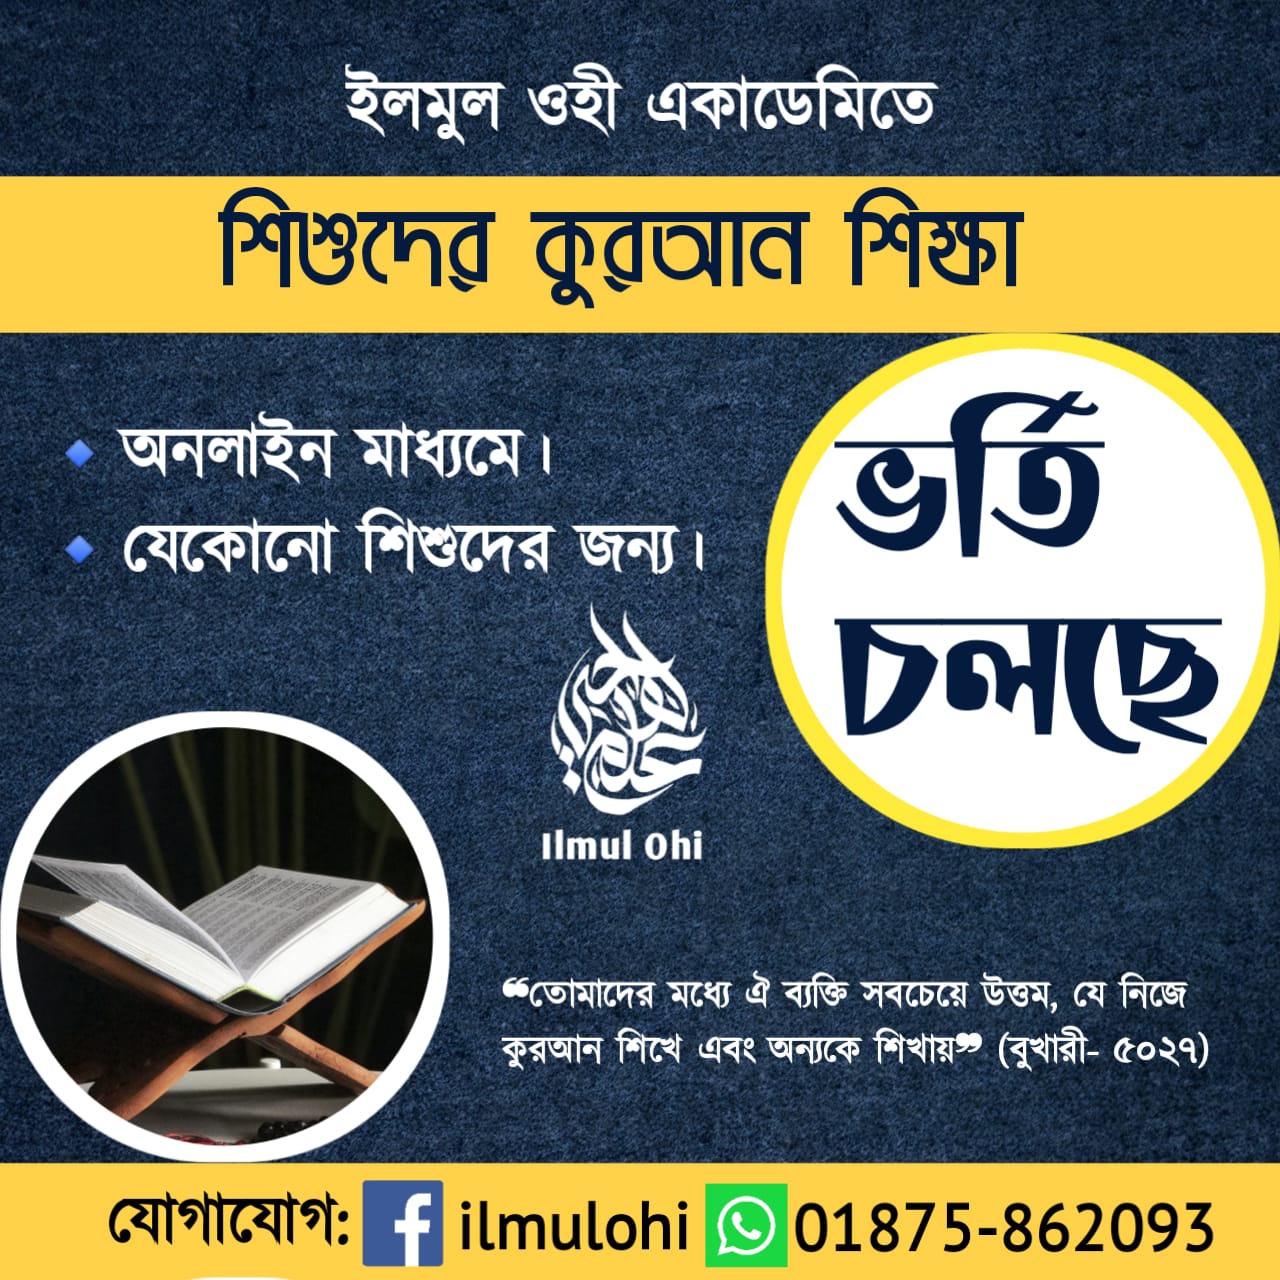 ইলমুল ওহী একাডেমিতে
শিশুদের কুরআন শিক্ষা
অনলাইন মাধ্যমে।
যেকোনো শিশুদের জন্য।
ভর্তি
চলছে
Ilmul Ohi
❝তোমাদের মধ্যে ঐ ব্যক্তি সবচেয়ে উত্তম, যে নিজে
কুরআন শিখে এবং অন্যকে শিখায়❞ (বুখারী- ৫০২৭)
যোগাযোগ: ilmulohi 01875-862093